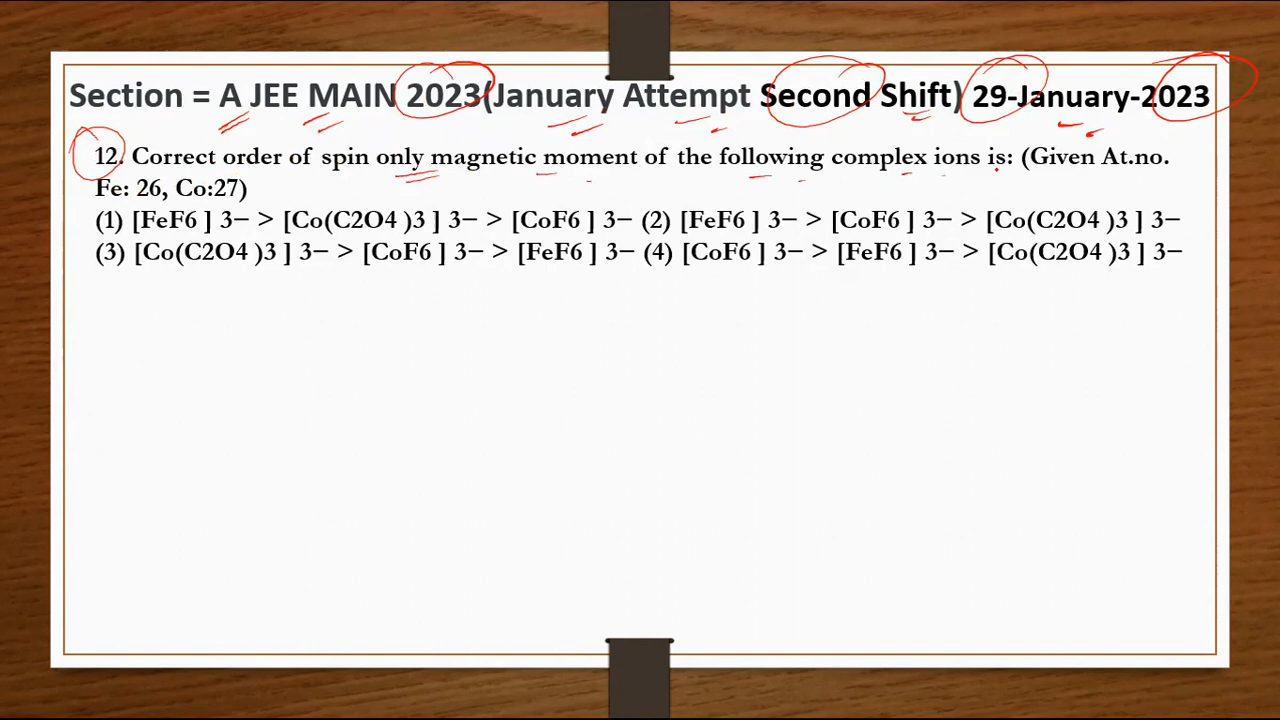 Section = A JEE MAIN 2023(January Attempt Second Shift) 29-January-2023
12. Correct order of spin only magnetic moment of the following complex ions is: (Given At.no.
Fe: 26, Co:27)
(1) [FeF6 ] 3− > [Co(C2O4 )3 ] 3− > [CoF6 ] 3− (2) [FeF6 ] 3− > [CoF6 ] 3− > [Co(C2O4 )3 ] 3−
(3) [Co(C2O4 )3 ] 3− > [CoF6 ] 3− > [FeF6 ] 3− (4) [CoF6 ] 3− > [FeF6 ] 3− > [Co(C2O4 )3 ] 3−